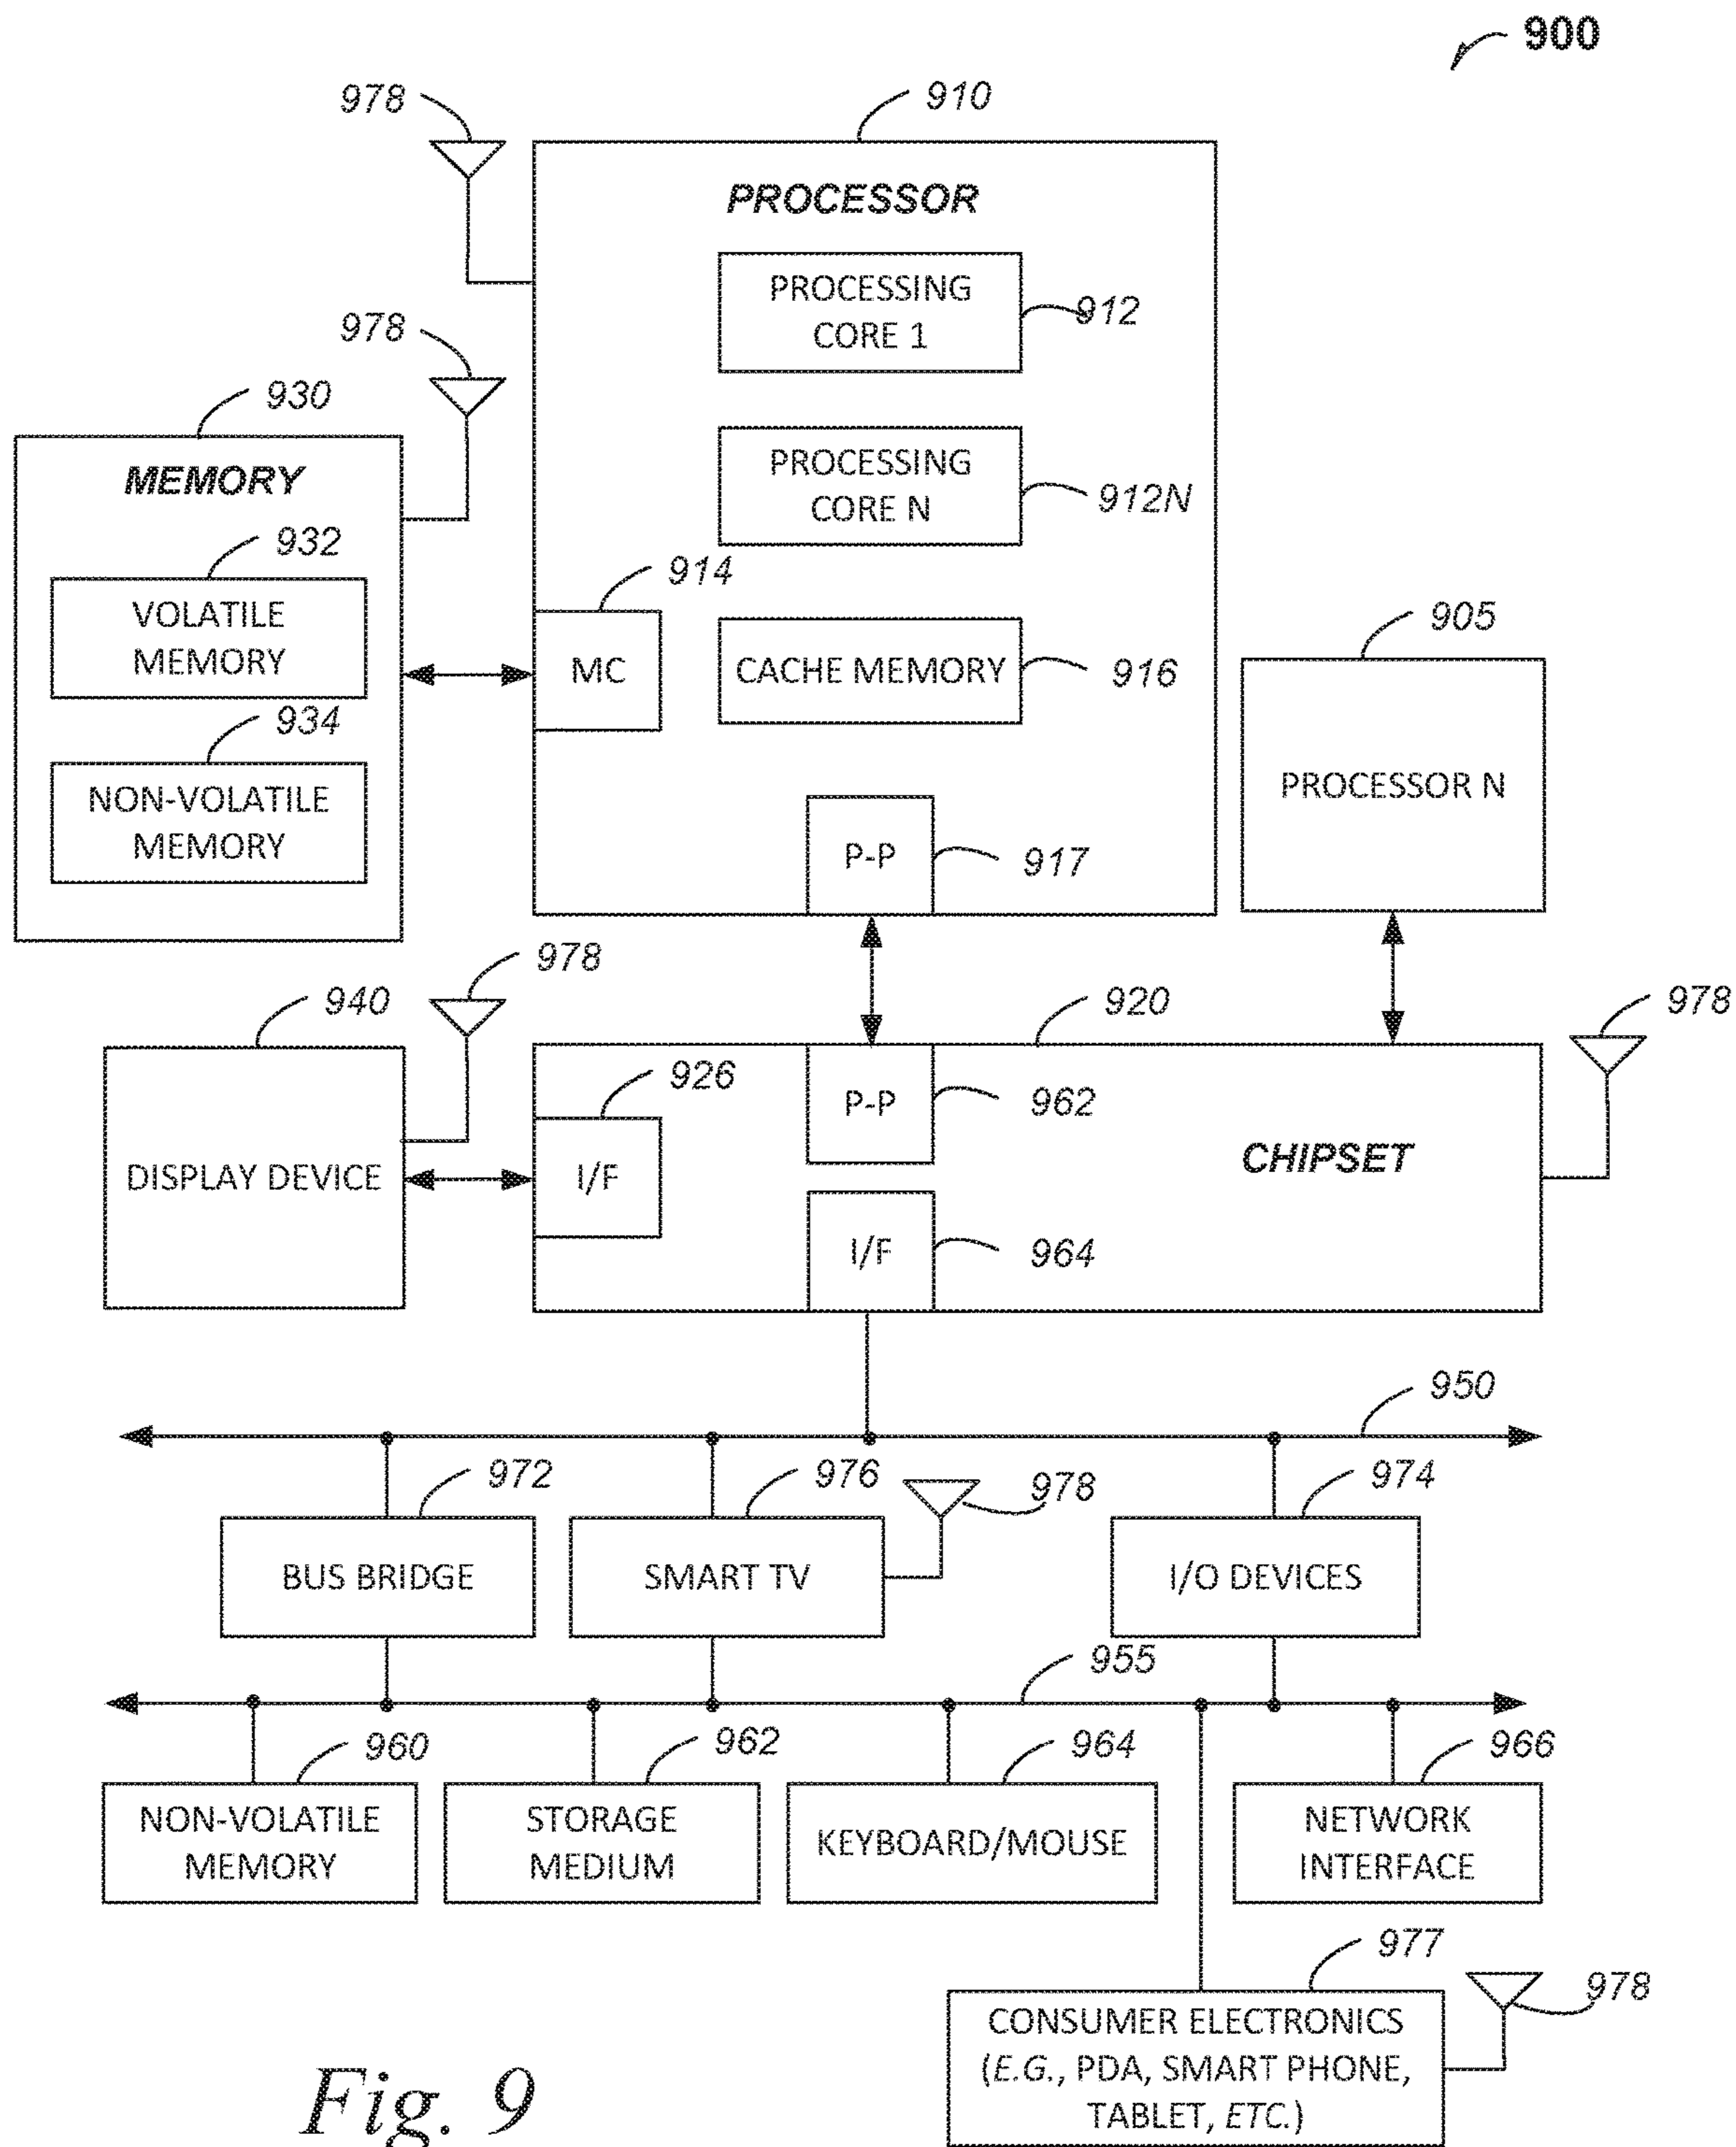 900
978
910
PROCESSOR
PROCESSING
CORE 1
912
978
930
MEMORY
PROCESSING
CORE N
912N
932
VOLATILE
MEMORY
914
MC
CACHE MEMORY
916
905
PROCESSOR N
934
NON-VOLATILE
MEMORY
P-P
917
978
940
DISPLAY DEVICE
920
978
926
I/F
P-P
962
CHIPSET
I/F
964
950
972
BUS BRIDGE
976
SMART TV
978
974
I/O DEVICES
955
960
NON-VOLATILE
MEMORY
962
STORAGE
MEDIUM
964
KEYBOARD/MOUSE
966
NETWORK
INTERFACE
977
CONSUMER ELECTRONICS
(E.G., PDA, SMART PHONE,
TABLET, ETC.)
978
Fig. 9